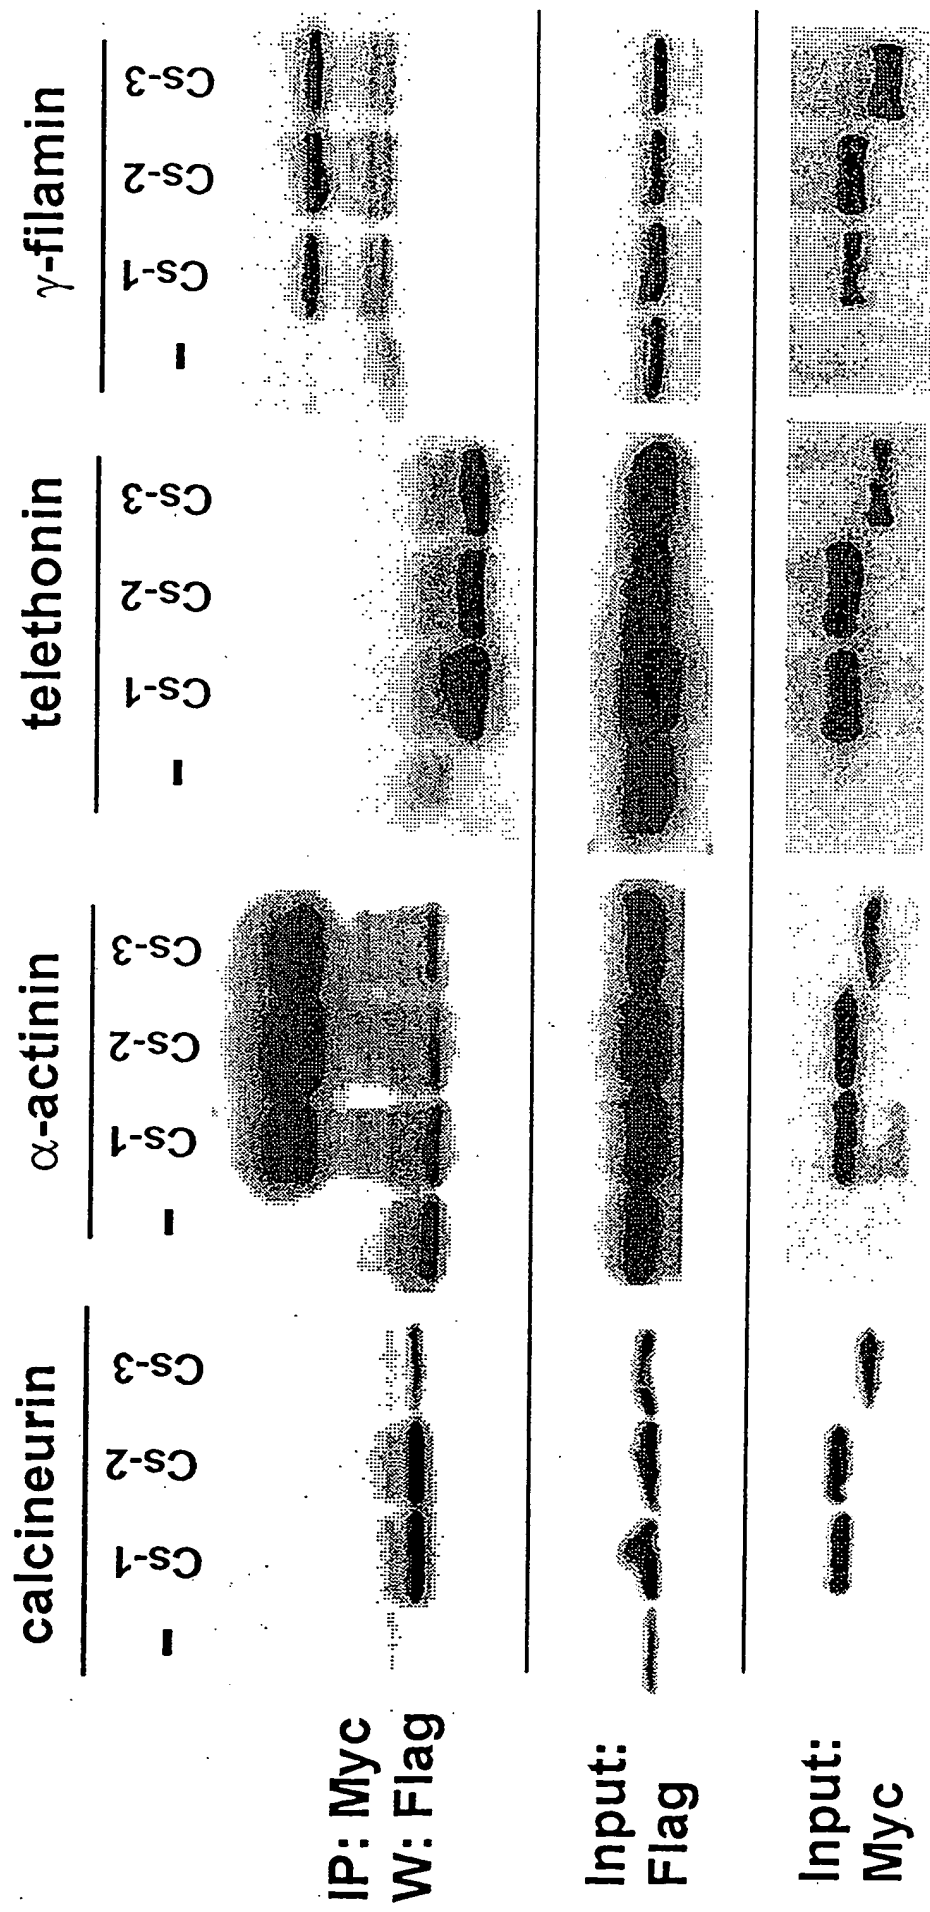 calcineurin α-actinin telethonin γ-filamin
– Cs-1 Cs-2 Cs-3 – Cs-1 Cs-2 Cs-3 – Cs-1 Cs-2 Cs-3 – Cs-1 Cs-2 Cs-3
IP: Myc
W: Flag
Input:
Flag
Input:
Myc